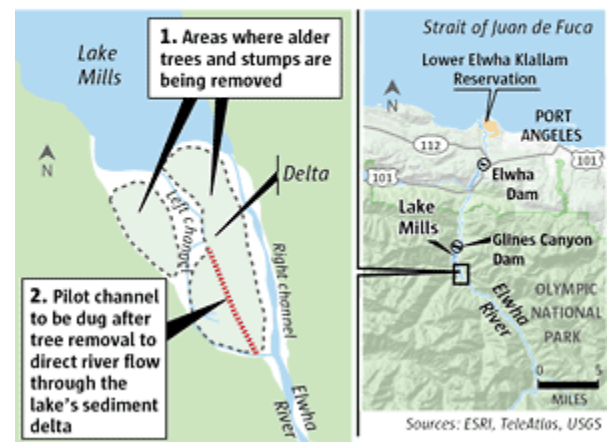 Lake
Mills
1. Areas where alder
trees and stumps are
being removed
N
Delta
Left channel
Right channel
2. Pilot channel
to be dug after
tree removal to
direct river flow
through the
lake's sediment
delta
Elwha
River
Strait of Juan de Fuca
Lower Elwha Klallam
Reservation
N
PORT
ANGELES
112
101
101
Elwha
Dam
Lake
Mills
Glines Canyon
Dam
Elwha
River
OLYMPIC
NATIONAL
PARK
0 5
MILES
Sources: ESRI, TeleAtlas, USGS